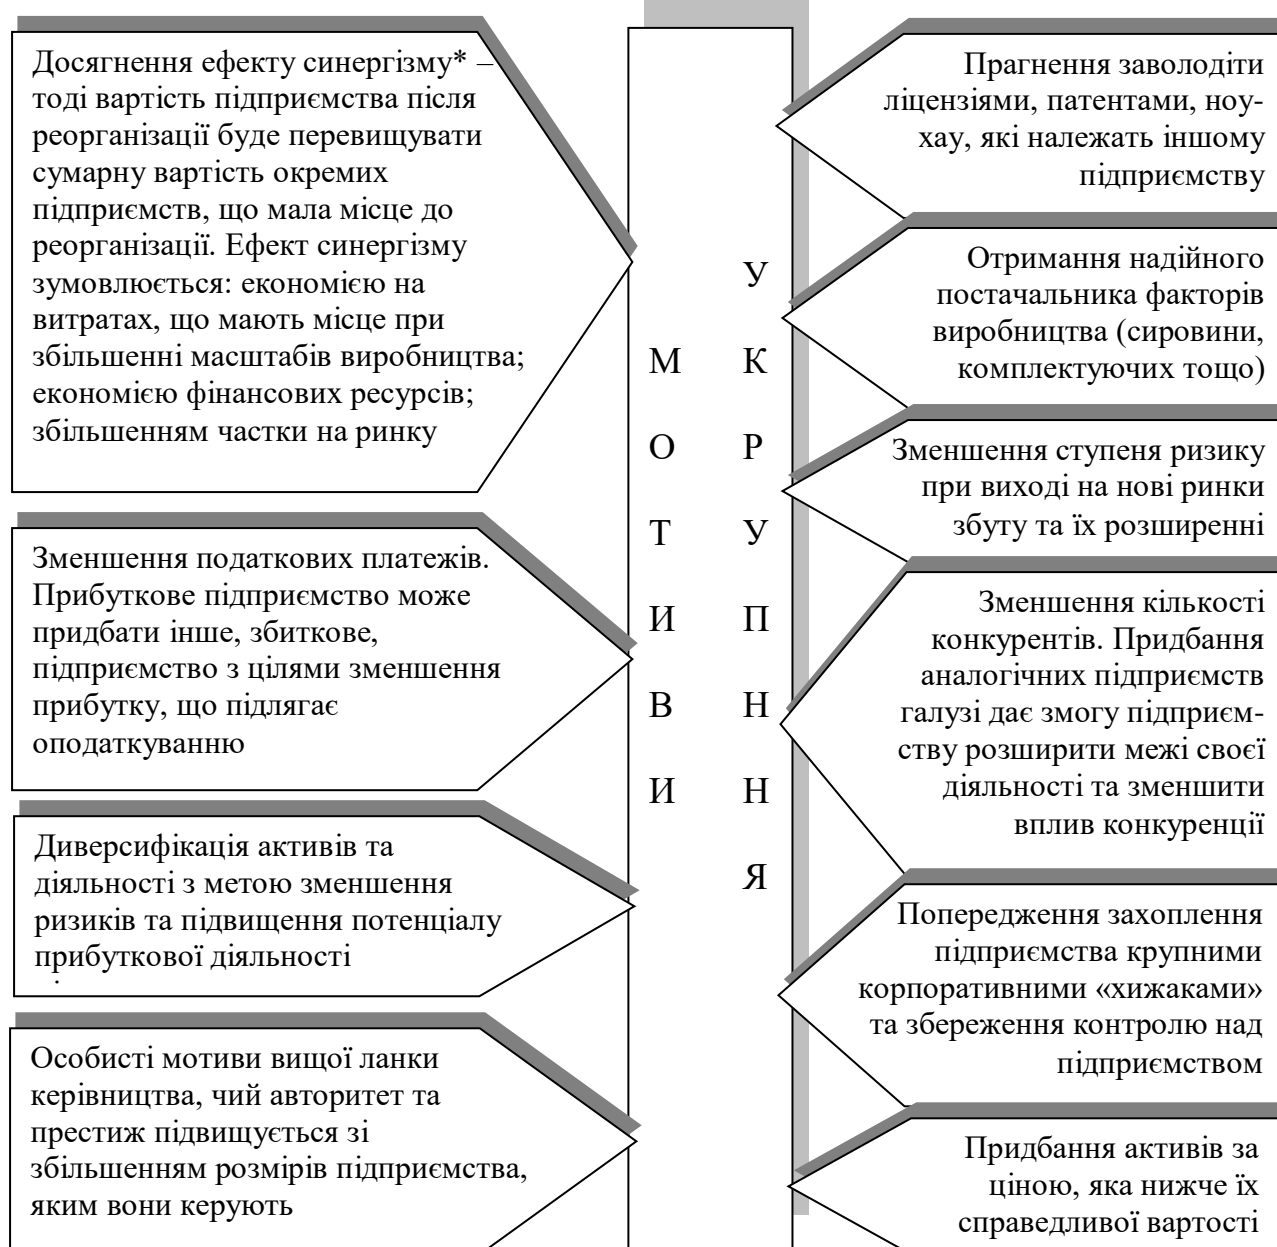 Досягнення ефекту синергізму* –
тоді вартість підприємства після
реорганізації буде перевищувати
сумарну вартість окремих
підприємств, що мала місце до
реорганізації. Ефект синергізму
зумовлюється: економією на
витратах, що мають місце при
збільшенні масштабів виробництва;
економією фінансових ресурсів;
збільшенням частки на ринку
Зменшення податкових платежів.
Прибуткове підприємство може
придбати інше, збиткове,
підприємство з цілями зменшення
прибутку, що підлягає
оподаткуванню
Диверсифікація активів та
діяльності з метою зменшення
ризиків та підвищення потенціалу
прибуткової діяльності
Особисті мотиви вищої ланки
керівництва, чий авторитет та
престиж підвищується зі
збільшенням розмірів підприємства,
яким вони керують
М
О
Т
И
В
И
У
К
Р
У
П
Н
Н
Я
Прагнення заволодіти
ліцензіями, патентами, ноу-
хау, які належать іншому
підприємству
Отримання надійного
постачальника факторів
виробництва (сировини,
комплектуючих тощо)
Зменшення ступеня ризику
при виході на нові ринки
збуту та їх розширенні
Зменшення кількості
конкурентів. Придбання
аналогічних підприємств
галузі дає змогу підприєм-
ству розширити межі своєї
діяльності та зменшити
вплив конкуренції
Попередження захоплення
підприємства крупними
корпоративними «хижаками»
та збереження контролю над
підприємством
Придбання активів за
ціною, яка нижче їх
справедливої вартості